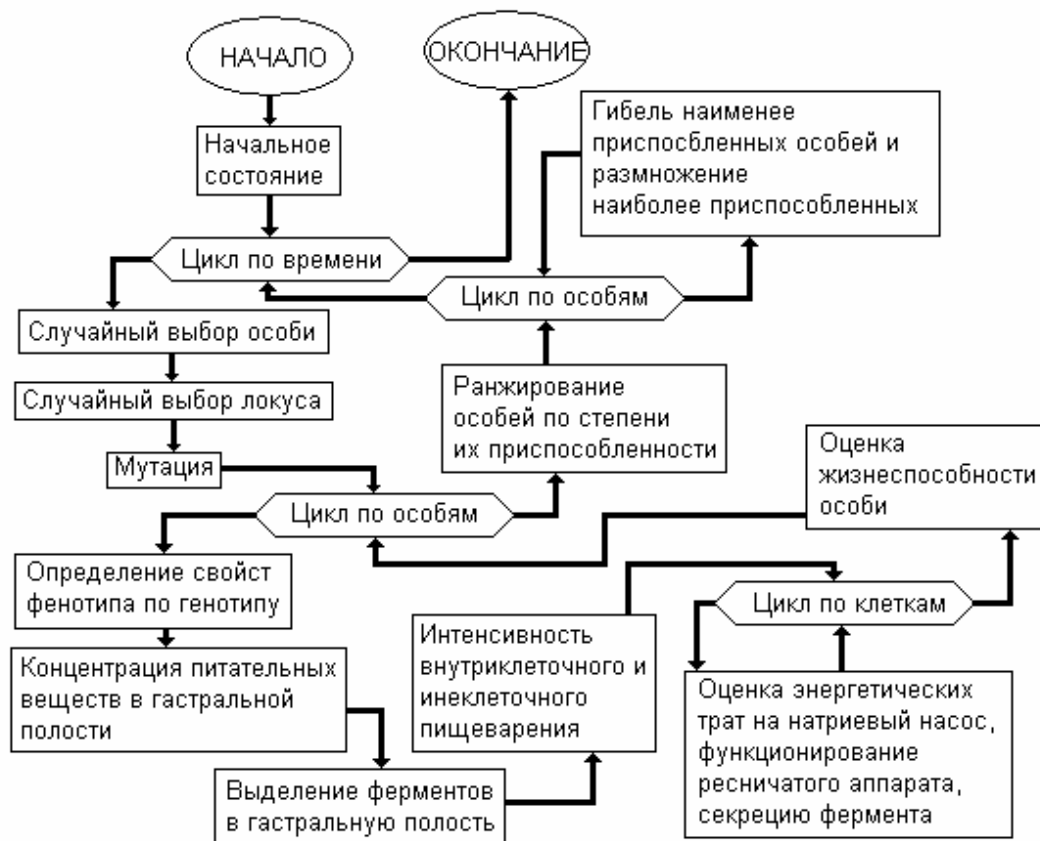 НАЧАЛО
ОКОНЧАНИЕ
Начальное
состояние
Гибель наименее
приспосбленных особей и
размножение
наиболее приспособленных
Цикл по времени
Цикл по особям
Случайный выбор особи
Случайный выбор локуса
Мутация
Ранжирование
особей по степени
их приспособленности
Оценка
жизнеспособности
особи
Цикл по особям
Определение свойст
фенотипа по генотипу
Концентрация питательных
веществ в гастральной
полости
Выделение ферментов
в гастральную полость
Интенсивность
внутриклеточного и
инеклеточного
пищеварения
Цикл по клеткам
Оценка энергетических
трат на натриевый насос,
функционирование
ресничатого аппарата,
секрецию фермента